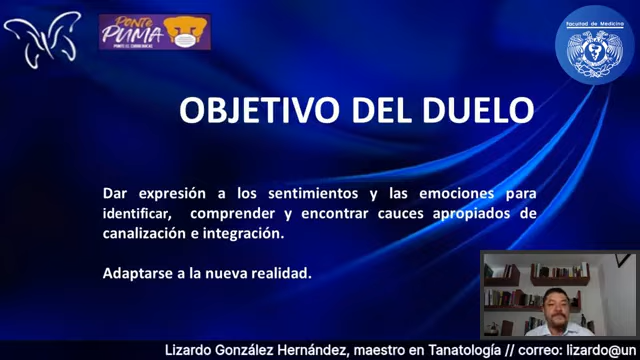 PONTE
PUMA
Facultad de Medicina
OBJETIVO DEL DUELO
Dar expresión a los sentimientos y las emociones para
identificar, comprender y encontrar cauces apropiados de
canalización e integración.
Adaptarse a la nueva realidad.
Lizardo González Hernández, maestro en Tanatología // correo: lizardo@un